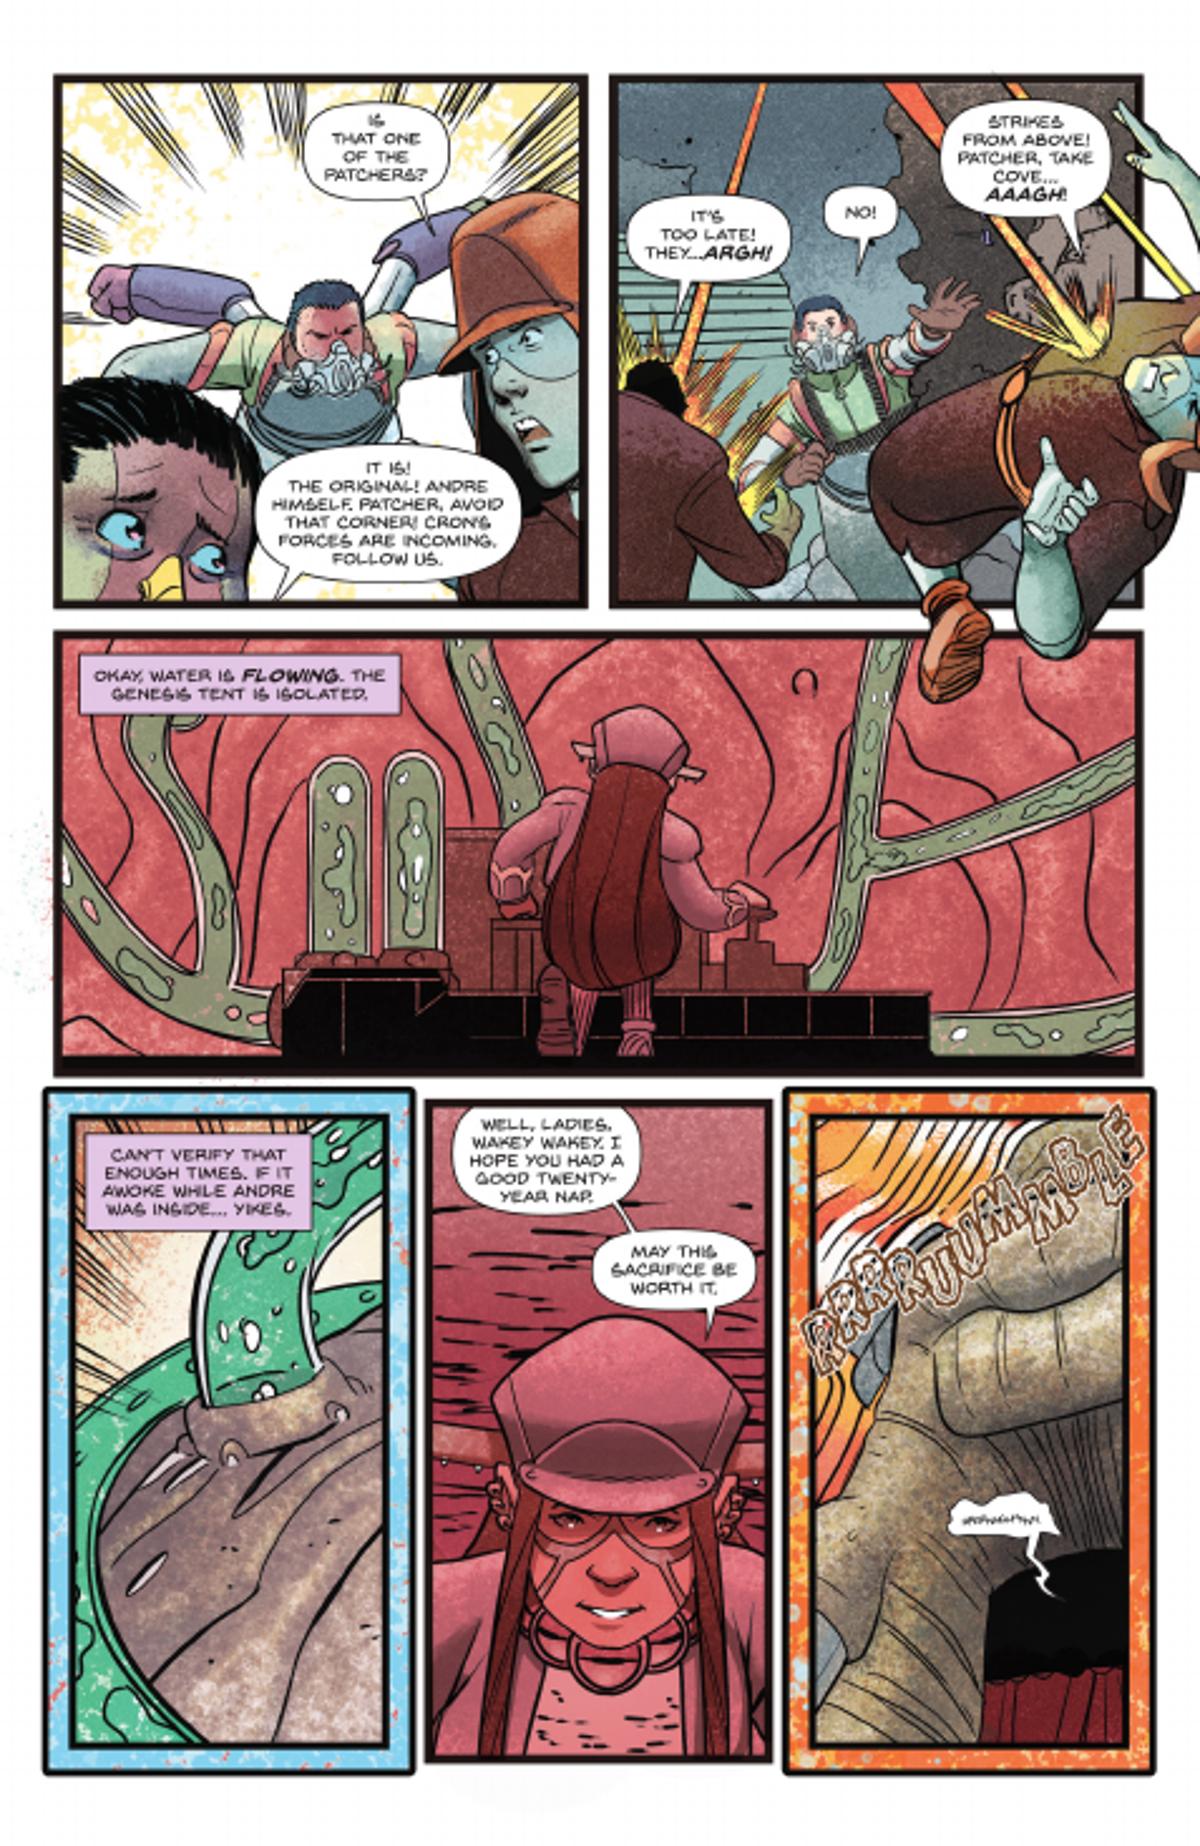 IS
THAT ONE
OF THE
PATCHERS?
IT IS!
THE ORIGINAL! ANDRE
HIMSELF. PATCHER, AVOID
THAT CORNER! CRON'S
FORCES ARE INCOMING.
FOLLOW US.
IT'S
TOO LATE!
THEY...ARGH!
NO!
STRIKES
FROM ABOVE!
PATCHER, TAKE
COVE...
AAAGH!
OKAY, WATER IS FLOWING. THE
GENESIS TENT IS ISOLATED.
CAN'T VERIFY THAT
ENOUGH TIMES. IF IT
AWOKE WHILE ANDRE
WAS INSIDE... YIKES.
WELL, LADIES,
WAKEY WAKEY. I
HOPE YOU HAD A
GOOD TWENTY-
YEAR NAP.
MAY THIS
SACRIFICE BE
WORTH IT.
RRRRUUMMBLE